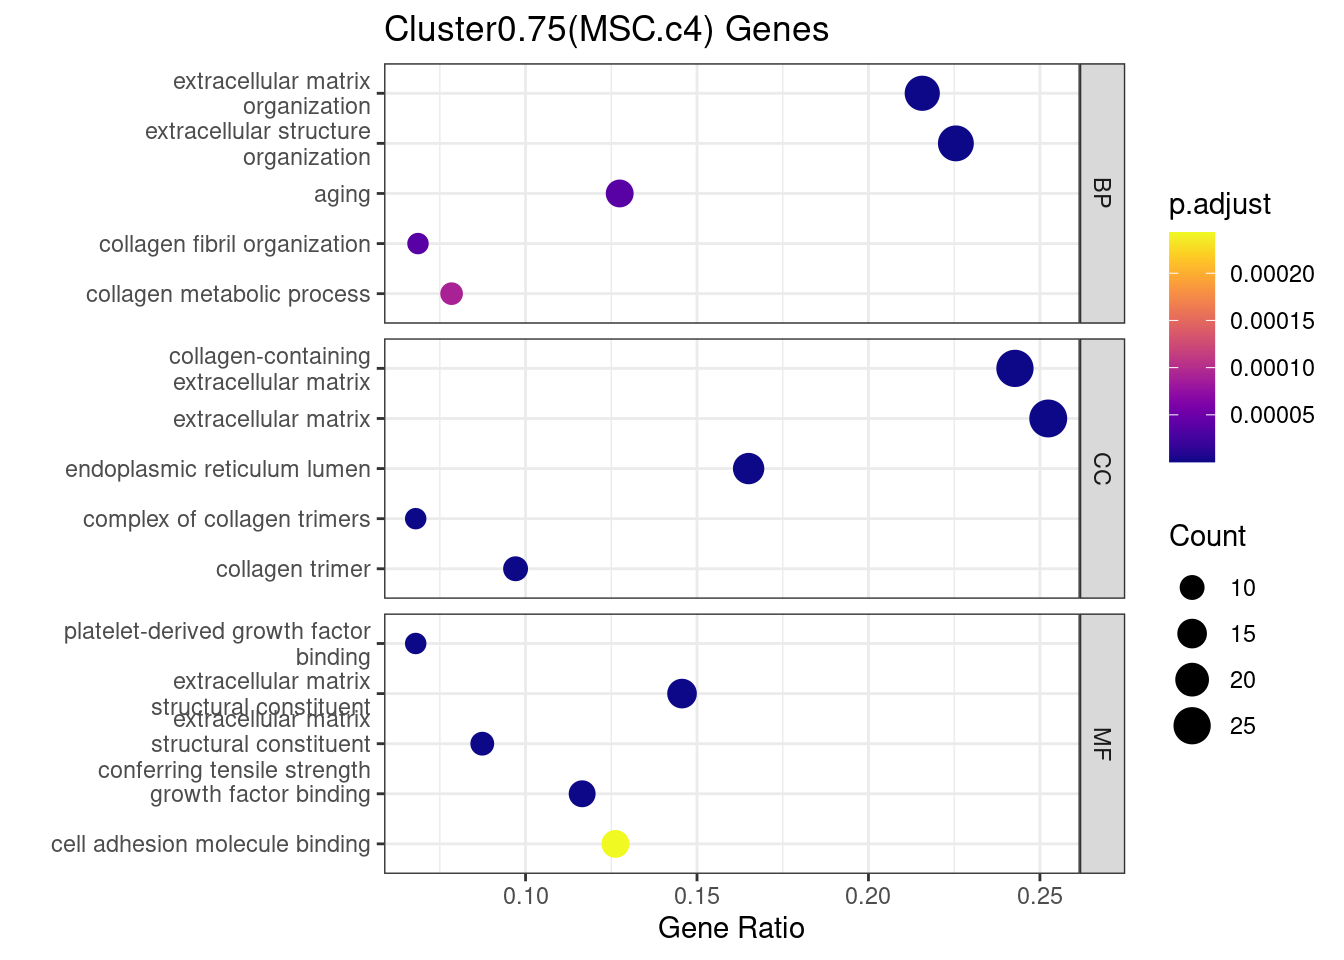 Cluster0.75(MSC.c4) Genes
extracellular matrix
organization
extracellular structure
organization
aging
collagen fibril organization
collagen metabolic process
BP
collagen-containing
extracellular matrix
extracellular matrix
endoplasmic reticulum lumen
complex of collagen trimers
collagen trimer
CC
platelet-derived growth factor
binding
extracellular matrix
structural constituent
extracellular matrix
structural constituent
conferring tensile strength
growth factor binding
cell adhesion molecule binding
MF
0.10 0.15 0.20 0.25
Gene Ratio
p.adjust
0.00020
0.00015
0.00010
0.00005
Count
10
15
20
25